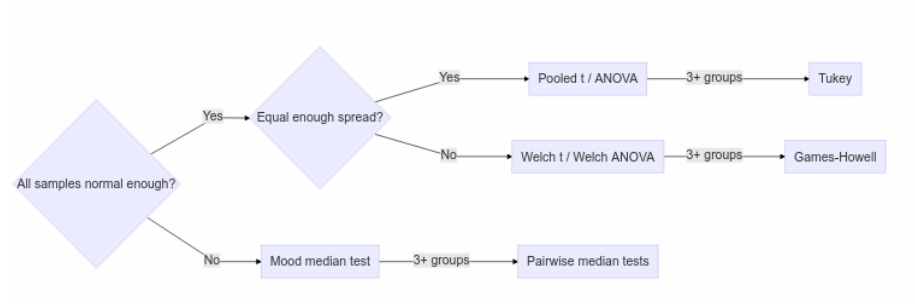 All samples normal enough?
Yes
No
Equal enough spread?
Yes
No
Pooled t / ANOVA
3+ groups
Tukey
Welch t / Welch ANOVA
3+ groups
Games-Howell
Mood median test
3+ groups
Pairwise median tests